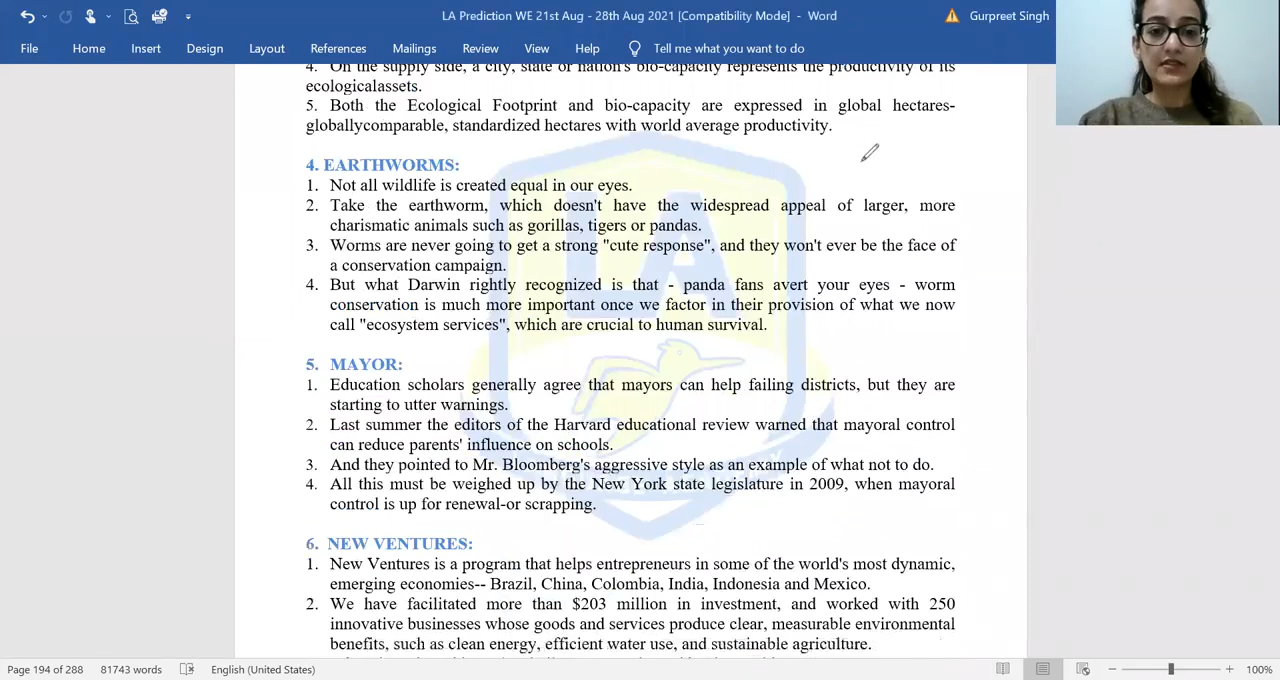 LA Prediction WE 21st Aug - 28th Aug 2021 [Compatibility Mode] - Word
Gurpreet Singh
File Home Insert Design Layout References Mailings Review View Help Tell me what you want to do
4. On the supply side, a city, state or nation's bio-capacity represents the productivity of its
ecologicalassets.
5. Both the Ecological Footprint and bio-capacity are expressed in global hectares-
globallycomparable, standardized hectares with world average productivity.
4. EARTHWORMS:
1. Not all wildlife is created equal in our eyes.
2. Take the earthworm, which doesn't have the widespread appeal of larger, more
charismatic animals such as gorillas, tigers or pandas.
3. Worms are never going to get a strong "cute response", and they won't ever be the face of
a conservation campaign.
4. But what Darwin rightly recognized is that - panda fans avert your eyes - worm
conservation is much more important once we factor in their provision of what we now
call "ecosystem services", which are crucial to human survival.
5. MAYOR:
1. Education scholars generally agree that mayors can help failing districts, but they are
starting to utter warnings.
2. Last summer the editors of the Harvard educational review warned that mayoral control
can reduce parents' influence on schools.
3. And they pointed to Mr. Bloomberg's aggressive style as an example of what not to do.
4. All this must be weighed up by the New York state legislature in 2009, when mayoral
control is up for renewal-or scrapping.
6. NEW VENTURES:
1. New Ventures is a program that helps entrepreneurs in some of the world's most dynamic,
emerging economies-- Brazil, China, Colombia, India, Indonesia and Mexico.
2. We have facilitated more than $203 million in investment, and worked with 250
innovative businesses whose goods and services produce clear, measurable environmental
benefits, such as clean energy, efficient water use, and sustainable agriculture.
LA
Page 194 of 288 81743 words English (United States) 100%